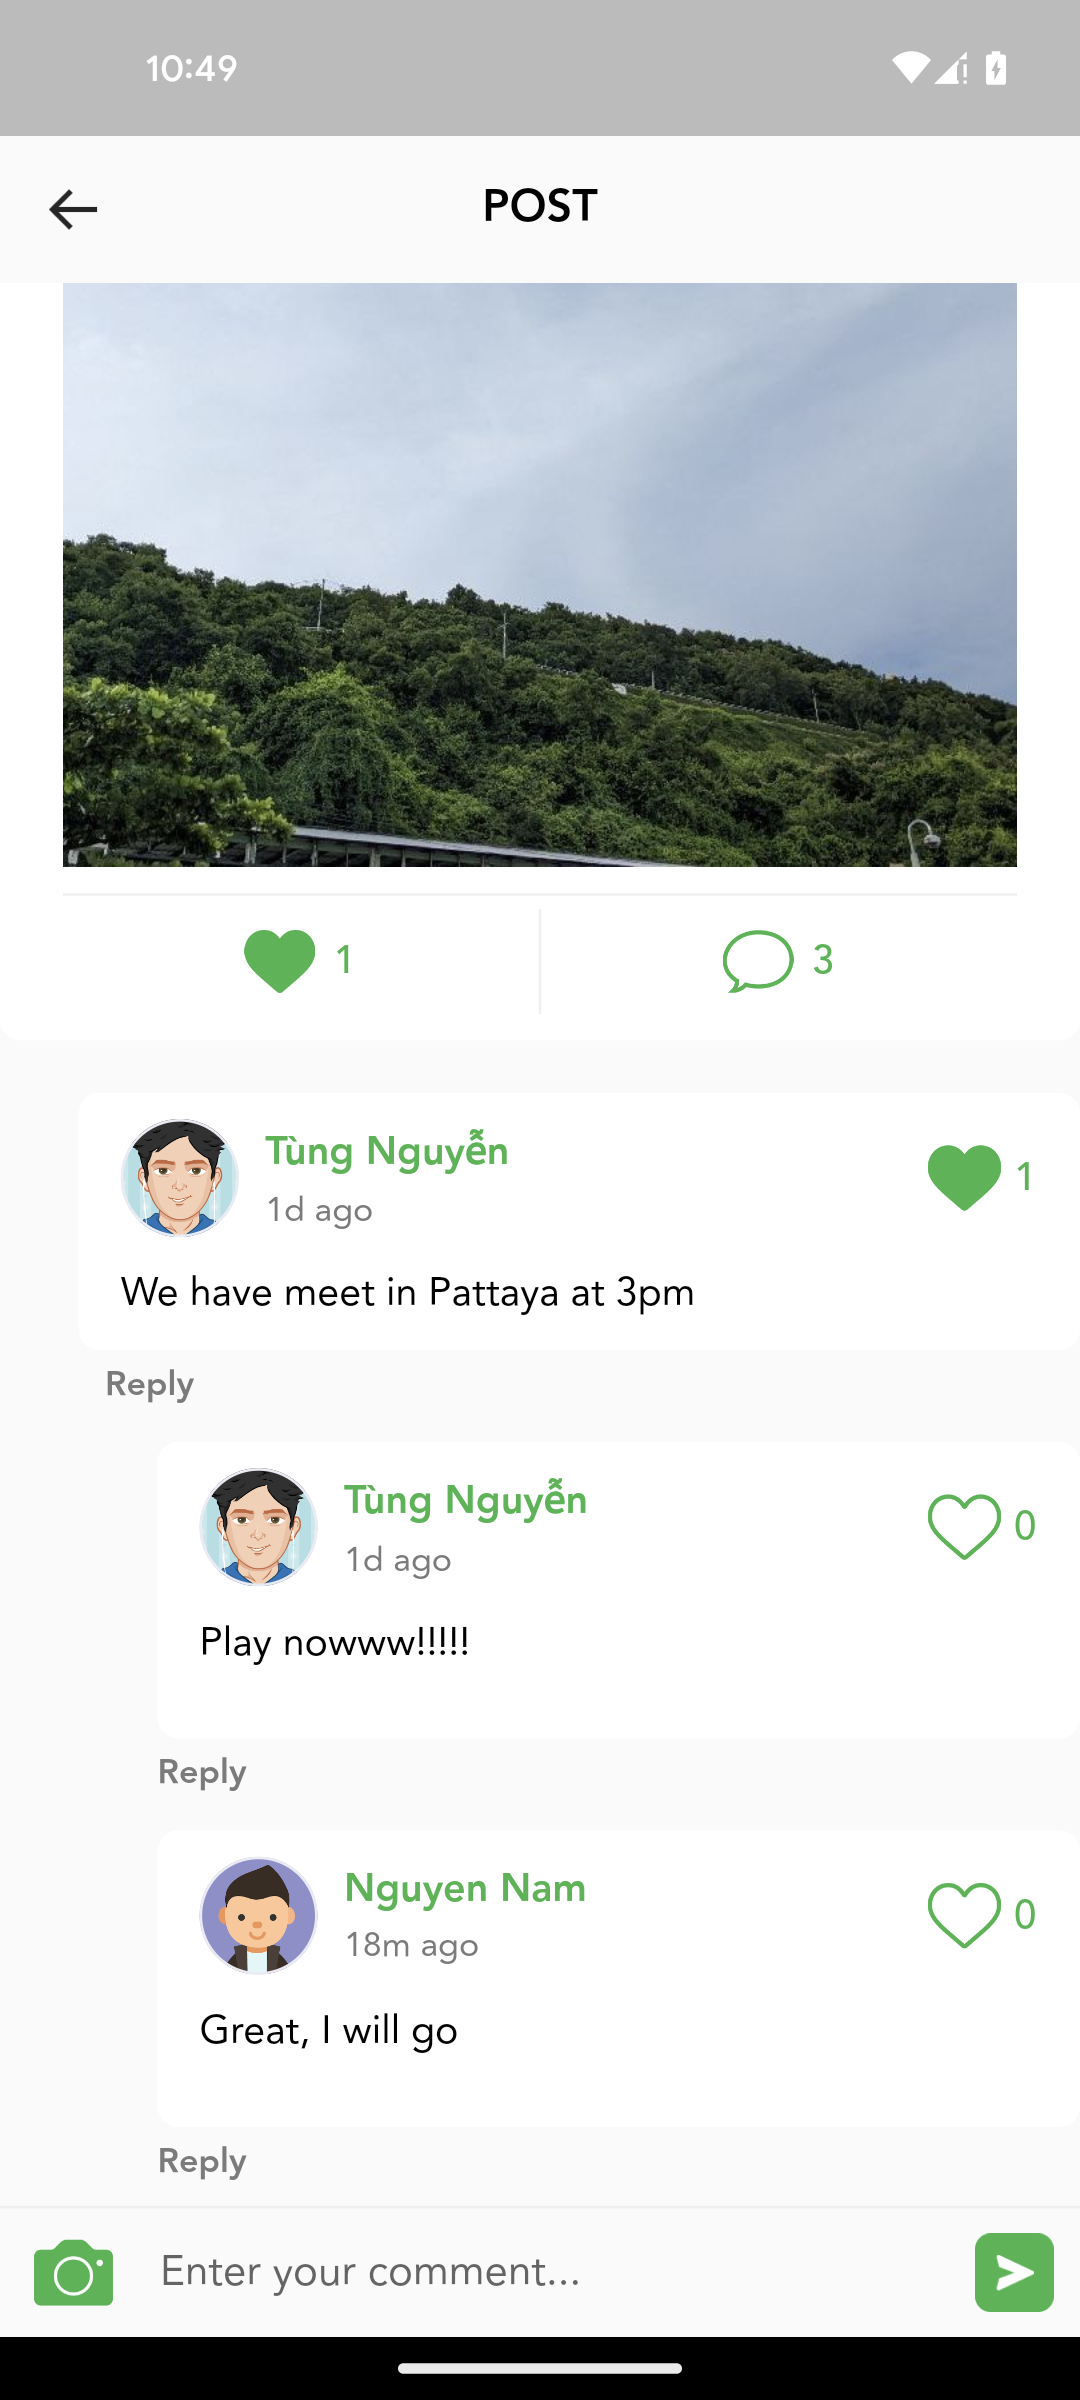 10:49
POST
1
3
Tùng Nguyễn
1d ago
1
We have meet in Pattaya at 3pm
Reply
Tùng Nguyễn
1d ago
0
Play nowww!!!!!
Reply
Nguyen Nam
18m ago
0
Great, I will go
Reply
Enter your comment...